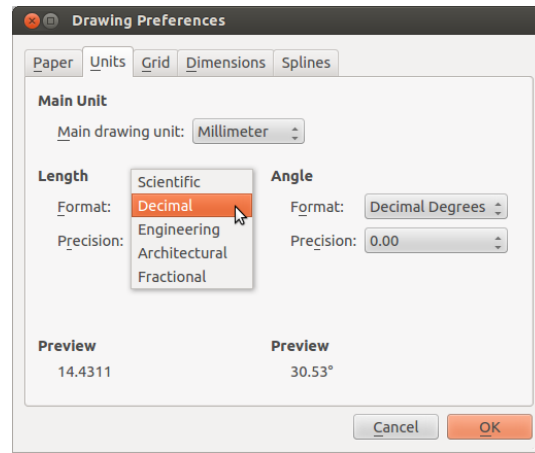 Drawing Preferences
Paper Units Grid Dimensions Splines
Main Unit
Main drawing unit: Millimeter
Length
Format:
Precision:
Scientific
Decimal
Engineering
Architectural
Fractional
Angle
Format: Decimal Degrees
Precision: 0.00
Preview
14.4311
Preview
30.53°
Cancel OK